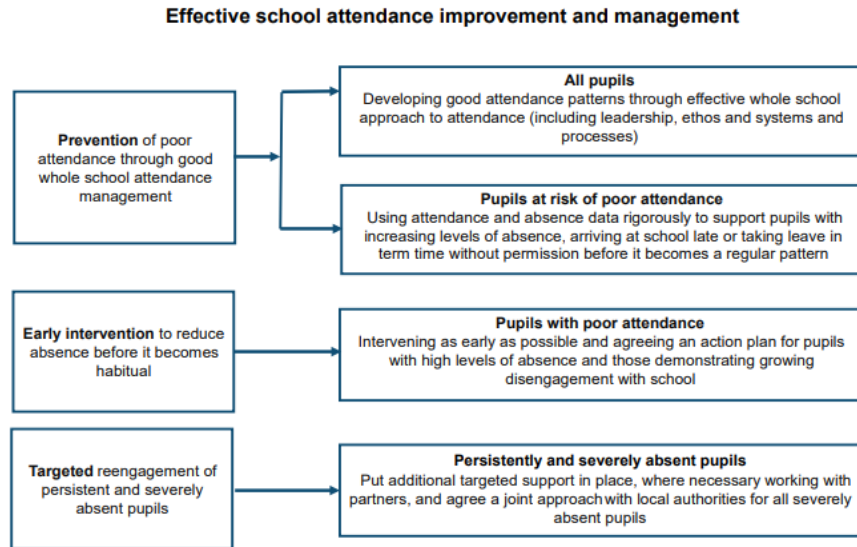 Effective school attendance improvement and management
Prevention of poor
attendance through good
whole school attendance
management
All pupils
Developing good attendance patterns through effective whole school
approach to attendance (including leadership, ethos and systems and
processes)
Pupils at risk of poor attendance
Using attendance and absence data rigorously to support pupils with
increasing levels of absence, arriving at school late or taking leave in
term time without permission before it becomes a regular pattern
Early intervention to reduce
absence before it becomes
habitual
Pupils with poor attendance
Intervening as early as possible and agreeing an action plan for pupils
with high levels of absence and those demonstrating growing
disengagement with school
Targeted reengagement of
persistent and severely
absent pupils
Persistently and severely absent pupils
Put additional targeted support in place, where necessary working with
partners, and agree a joint approach with local authorities for all severely
absent pupils